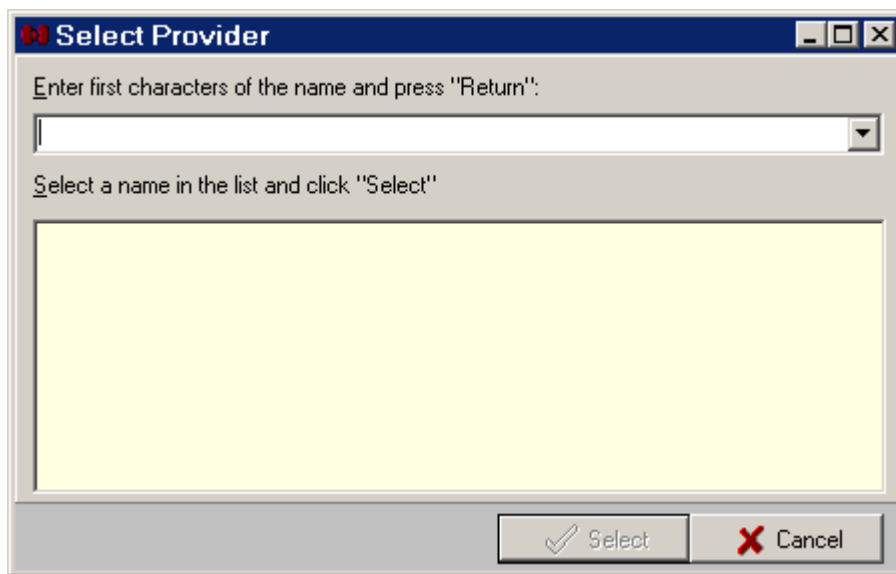 Select Provider
Enter first characters of the name and press "Return":
Select a name in the list and click "Select"
Select
Cancel